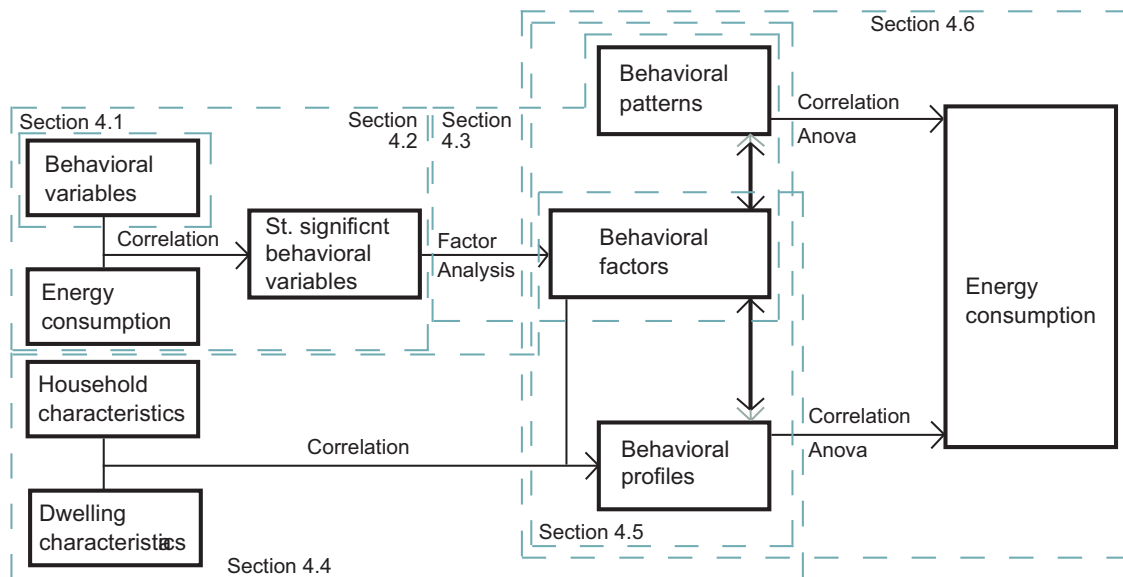 Section 4.6
Behavioral
patterns
Correlation
Anova
Section 4.1
Section
4.2
Section
4.3
Behavioral
variables
Correlation
St. significnt
behavioral
variables
Factor
Analysis
Behavioral
factors
Energy
consumption
Energy
consumption
Household
characteristics
Correlation
Behavioral
profiles
Correlation
Anova
Dwelling
characteristics
Section 4.5
Section 4.4